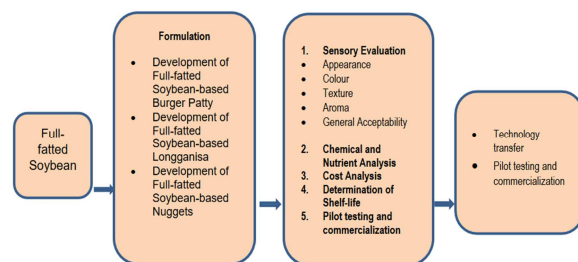 Full-
fatted
Soybean
Formulation
• Development of
Full-fatted
Soybean-based
Burger Patty
• Development of
Full-fatted
Soybean-based
Longganisa
• Development of
Full-fatted
Soybean-based
Nuggets
1. Sensory Evaluation
• Appearance
• Colour
• Texture
• Aroma
• General Acceptability
2. Chemical and
Nutrient Analysis
3. Cost Analysis
4. Determination of
Shelf-life
5. Pilot testing and
commercialization
• Technology
transfer
• Pilot testing and
commercialization